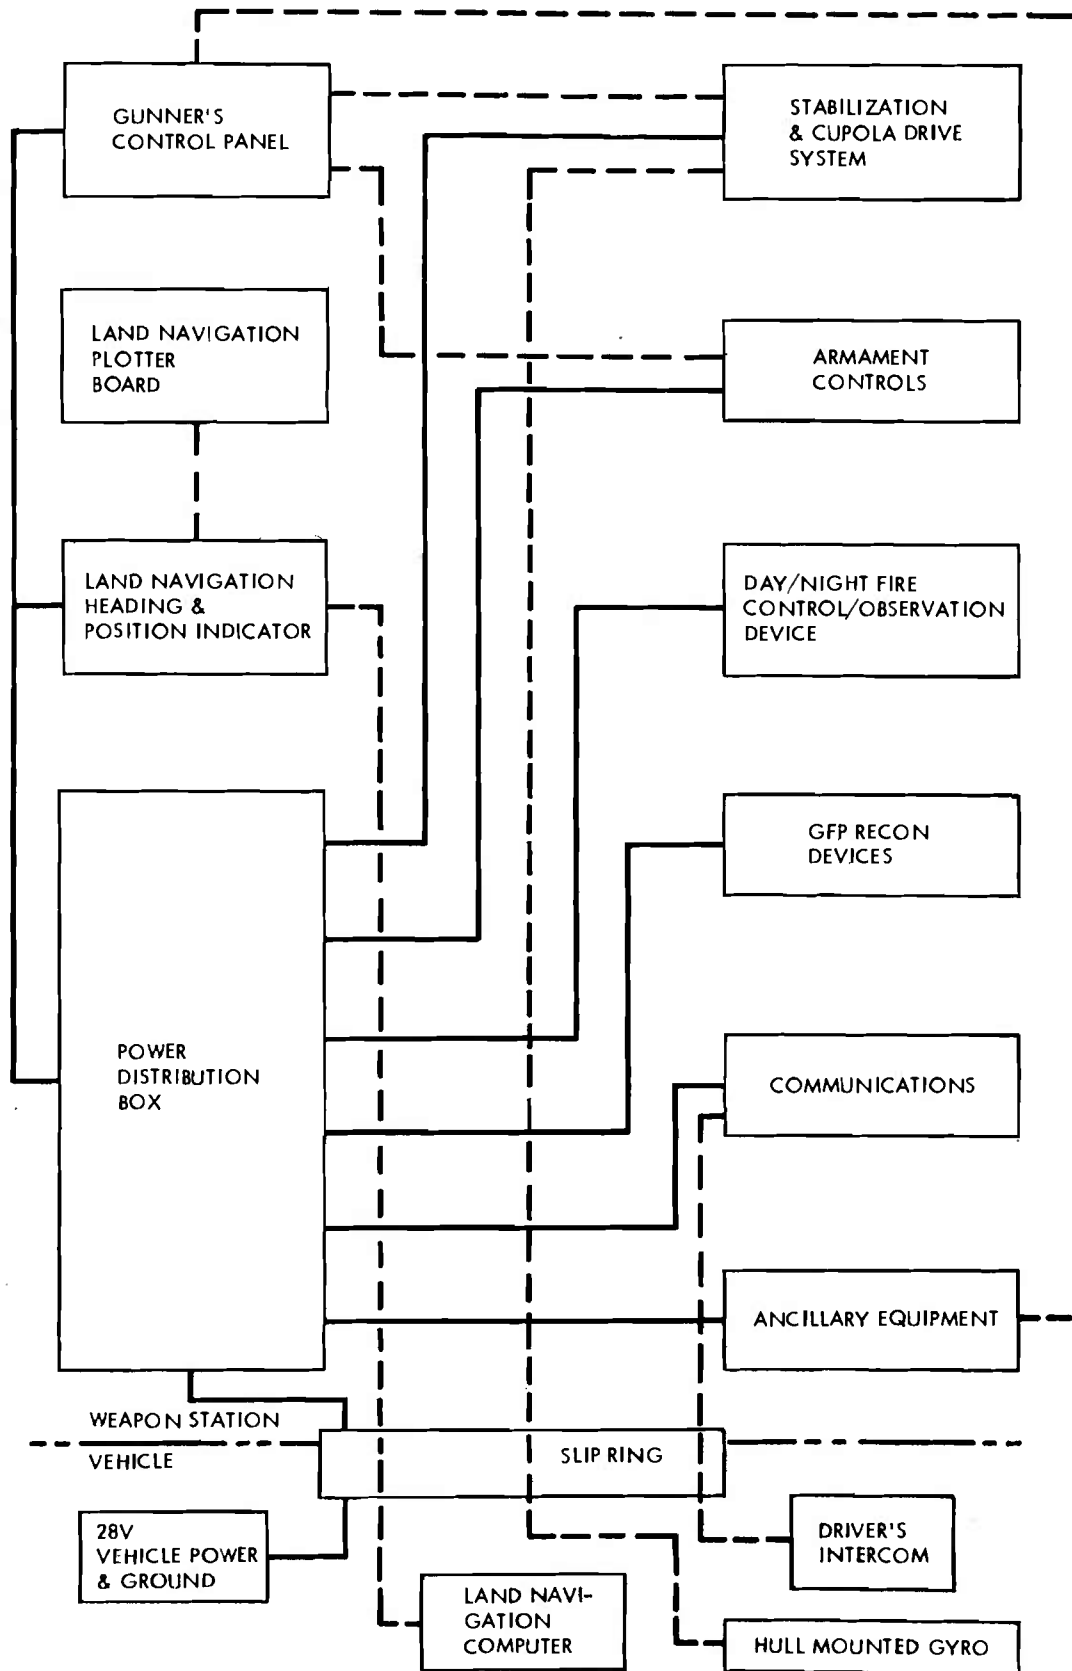 GUNNER'S
CONTROL PANEL
STABILIZATION
& CUPOLA DRIVE
SYSTEM
LAND NAVIGATION
PLOTTER
BOARD
ARMAMENT
CONTROLS
LAND NAVIGATION
HEADING &
POSITION INDICATOR
DAY/NIGHT FIRE
CONTROL/OBSERVATION
DEVICE
GFP RECON
DEVICES
POWER
DISTRIBUTION
BOX
COMMUNICATIONS
ANCILLARY EQUIPMENT
WEAPON STATION
VEHICLE
SLIP RING
28V
VEHICLE POWER
& GROUND
DRIVER'S
INTERCOM
LAND NAVI-
GATION
COMPUTER
HULL MOUNTED GYRO